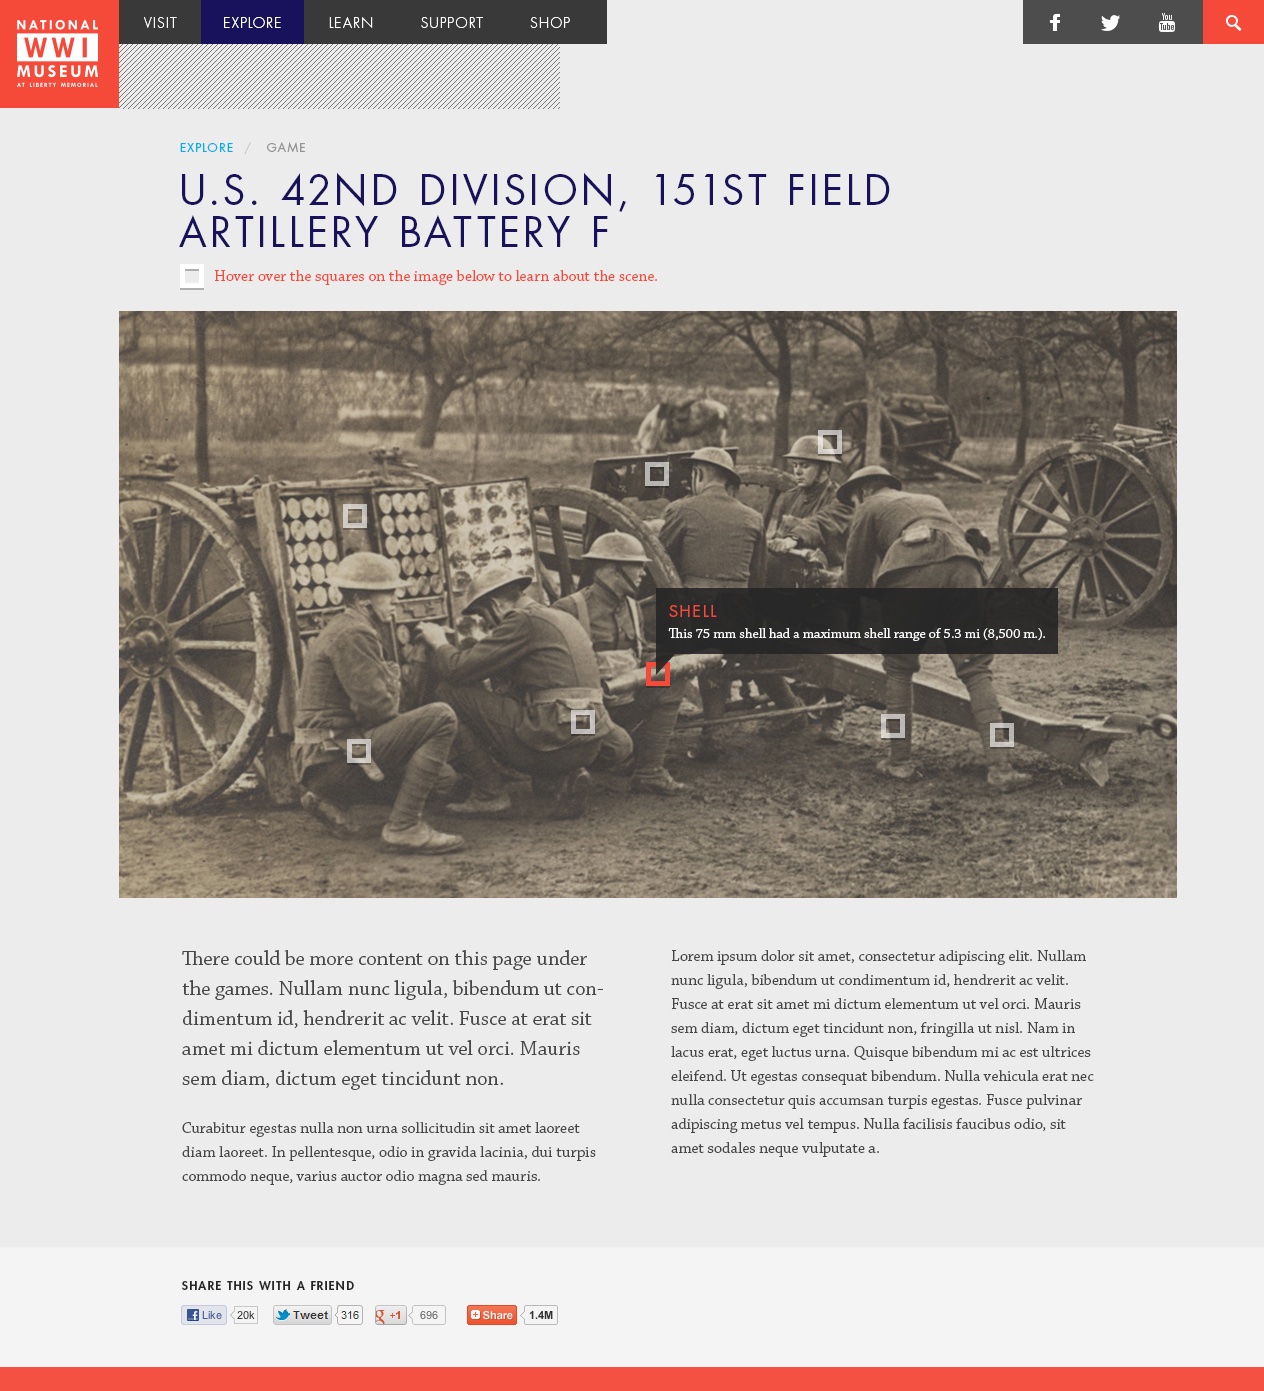 NATIONAL
WWI
MUSEUM
AT LIBERTY MEMORIAL
VISIT
EXPLORE
LEARN
SUPPORT
SHOP
You
Tube
EXPLORE / GAME
U.S. 42ND DIVISION, 151ST FIELD
ARTILLERY BATTERY F
Hover over the squares on the image below to learn about the scene.
SHELL
This 75 mm shell had a maximum shell range of 5.3 mi (8,500 m.).
There could be more content on this page under
the games. Nullam nunc ligula, bibendum ut con-
dimentum id, hendrerit ac velit. Fusce at erat sit
amet mi dictum elementum ut vel orci. Mauris
sem diam, dictum eget tincidunt non.
Curabitur egestas nulla non urna sollicitudin sit amet laoreet
diam laoreet. In pellentesque, odio in gravida lacinia, dui turpis
commodo neque, varius auctor odio magna sed mauris.
Lorem ipsum dolor sit amet, consectetur adipiscing elit. Nullam
nunc ligula, bibendum ut condimentum id, hendrerit ac velit.
Fusce at erat sit amet mi dictum elementum ut vel orci. Mauris
sem diam, dictum eget tincidunt non, fringilla ut nisl. Nam in
lacus erat, eget luctus urna. Quisque bibendum mi ac est ultrices
eleifend. Ut egestas consequat bibendum. Nulla vehicula erat nec
nulla consectetur quis accumsan turpis egestas. Fusce pulvinar
adipiscing metus vel tempus. Nulla facilisis faucibus odio, sit
amet sodales neque vulputate a.
SHARE THIS WITH A FRIEND
Like 20k
Tweet 316
g +1 696
Share 1.4M